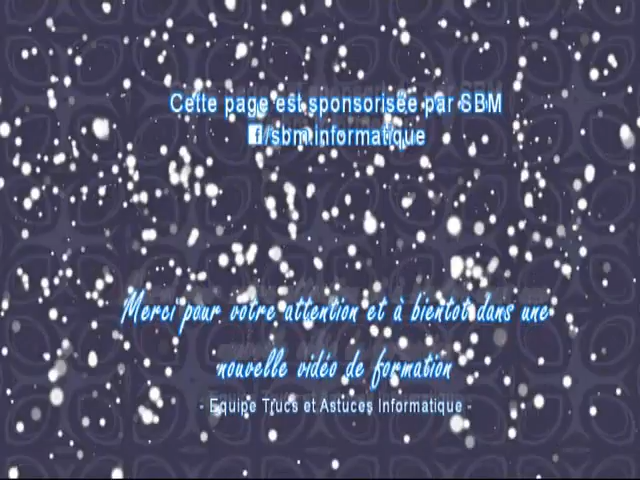 Cette page est sponsorisée par SBM
f/sbm.informatique
Merci pour votre attention et à bientot dans une
nouvelle vidéo de formation
- Equipe Trucs et Astuces Informatique -